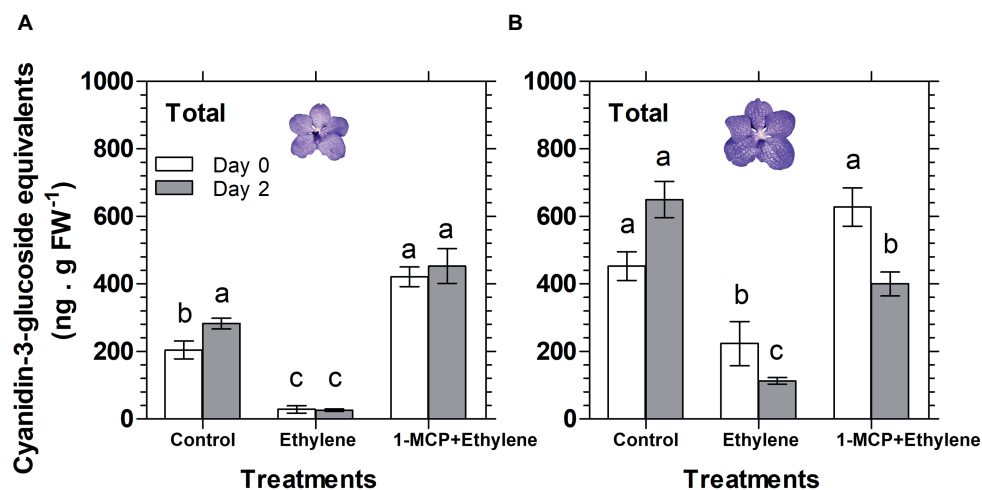 A
Cyanidin-3-glucoside equivalents
(ng . g FW-1)
1000
800
600
400
200
0
Total
Day 0
Day 2
b
a
c
c
a
a
Control
Ethylene
1-MCP+Ethylene
Treatments
B
1000
800
600
400
200
0
Total
a
a
b
c
a
b
Control
Ethylene
1-MCP+Ethylene
Treatments